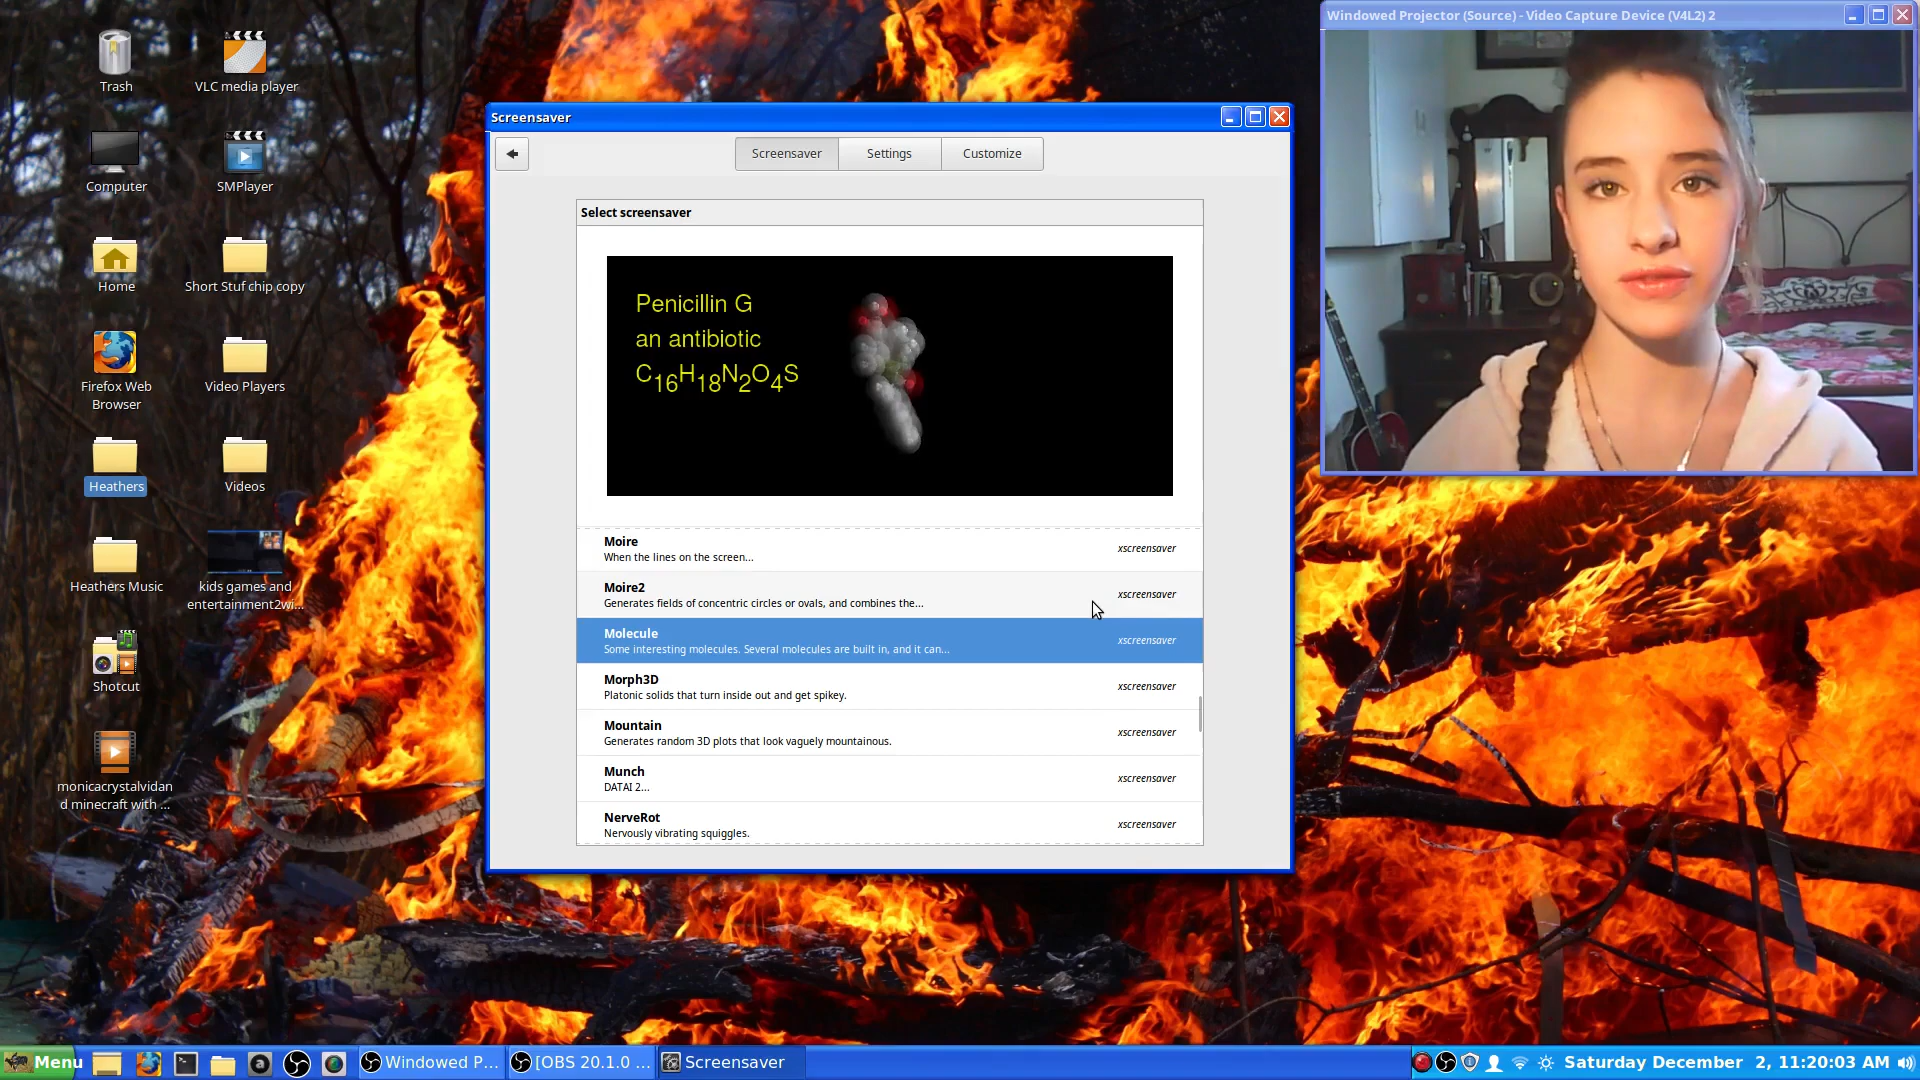 Trash
VLC media player
Computer
SMPlayer
Home
Short Stuf chip copy
Firefox Web
Browser
Video Players
Heathers
Videos
Heathers Music
kids games and
entertainment2wi...
Shotcut
monicacrystalvidan
d minecraft with ...
Screensaver
Screensaver
Settings
Customize
Select screensaver
Penicillin G
an antibiotic
C16H18N2O4S
Moire
When the lines on the screen...
xscreensaver
Moire2
Generates fields of concentric circles or ovals, and combines the...
xscreensaver
Molecule
Some interesting molecules. Several molecules are built in, and it can...
xscreensaver
Morph3D
Platonic solids that turn inside out and get spikey.
xscreensaver
Mountain
Generates random 3D plots that look vaguely mountainous.
xscreensaver
Munch
DATAI 2...
xscreensaver
NerveRot
Nervously vibrating squiggles.
xscreensaver
Windowed Projector (Source) - Video Capture Device (V4L2) 2
Menu
Windowed P...
[OBS 20.1.0 ...
Screensaver
Saturday December 2, 11:20:03 AM